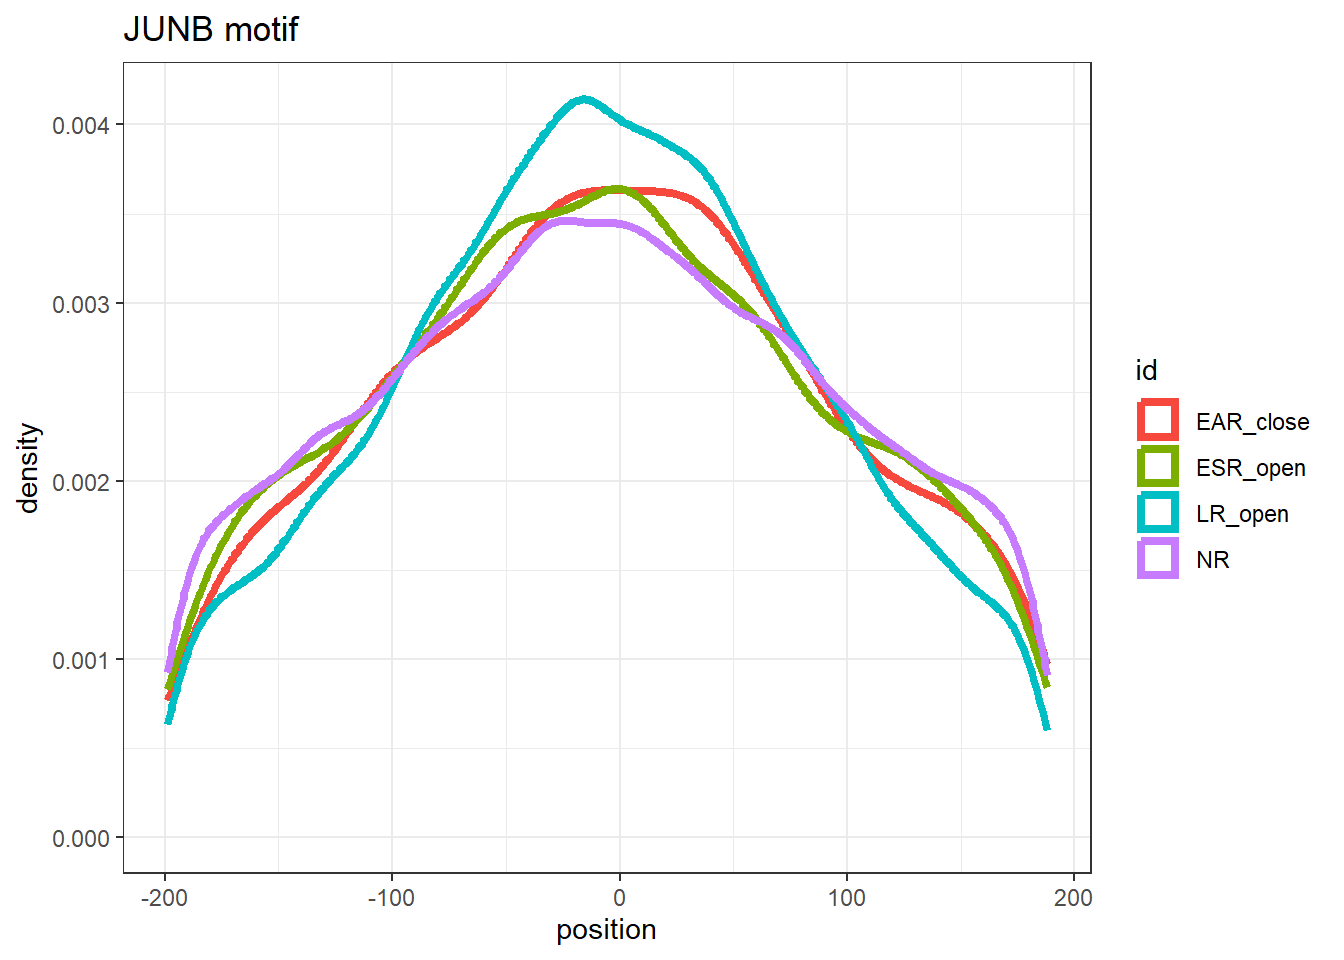 JUNB motif
density
0.004
0.003
0.002
0.001
0.000
-200 -100 0 100 200
position
id
EAR_close
ESR_open
LR_open
NR